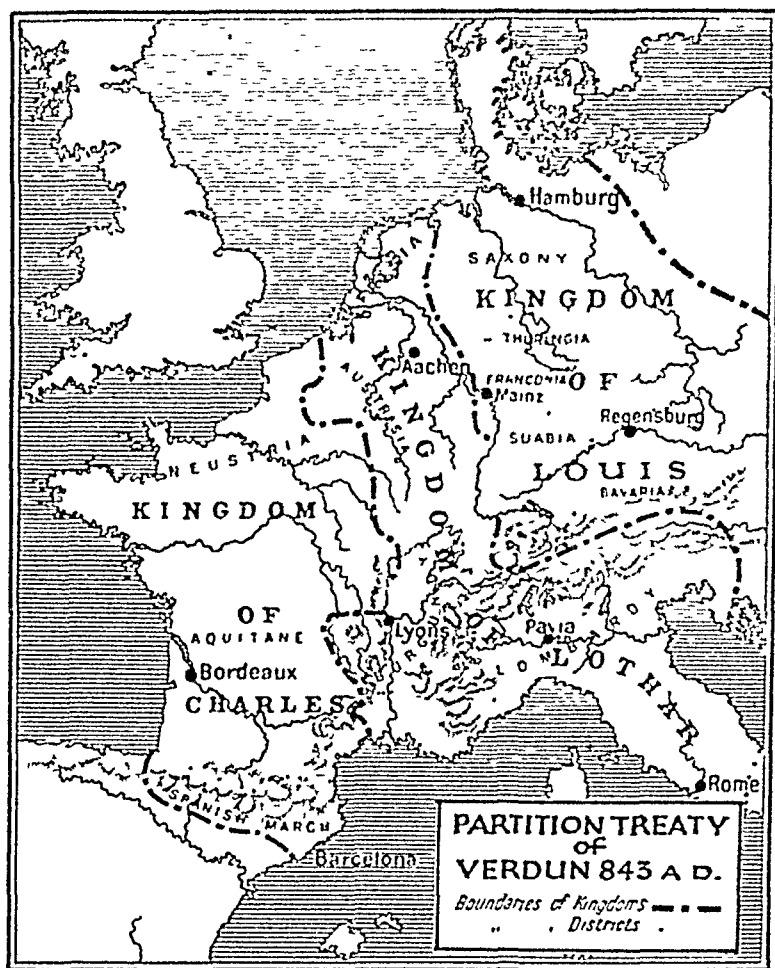 Hamburg
SAXONY
KINGDOM
THURINGIA
Aachen
AUSTRASIA
KINGDOM
FRANCONIA
OF
Mainz
Regensburg
SUABIA
NEUSTRIA
LOUIS
BAVARIA
KINGDOM
OF
OF
AQUITANE
Lyons
Pavia
LOTHAR
Bordeaux
CHARLES
Rome
SPANISH MARCH
Barcelona
PARTITION TREATY
of
VERDUN 843 A D.
Boundaries of Kingdoms
" " Districts